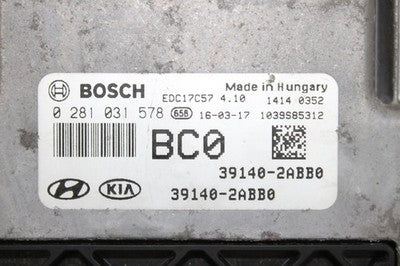 BOSCH EDC17C57 4.10 Made in Hungary
1414 0352
0 281 031 578 658 16-03-17 1039S85312
BC0
39140-2ABB0
KIA 39140-2ABB0